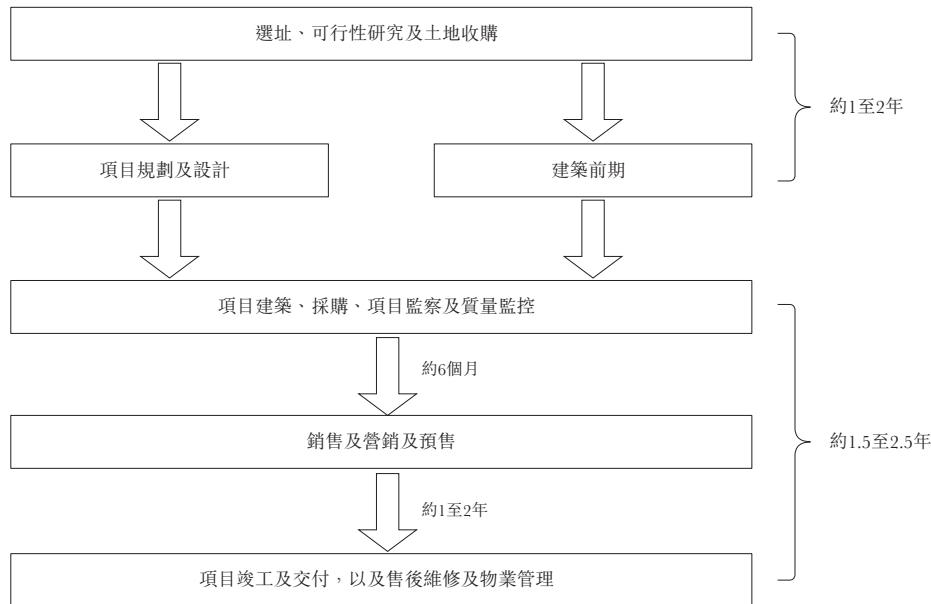 選址、可行性研究及土地收購
約1至2年
項目規劃及設計
建築前期
項目建築、採購、項目監察及質量監控
約6個月
銷售及營銷及預售
約1.5至2.5年
約1至2年
項目竣工及交付，以及售後維修及物業管理